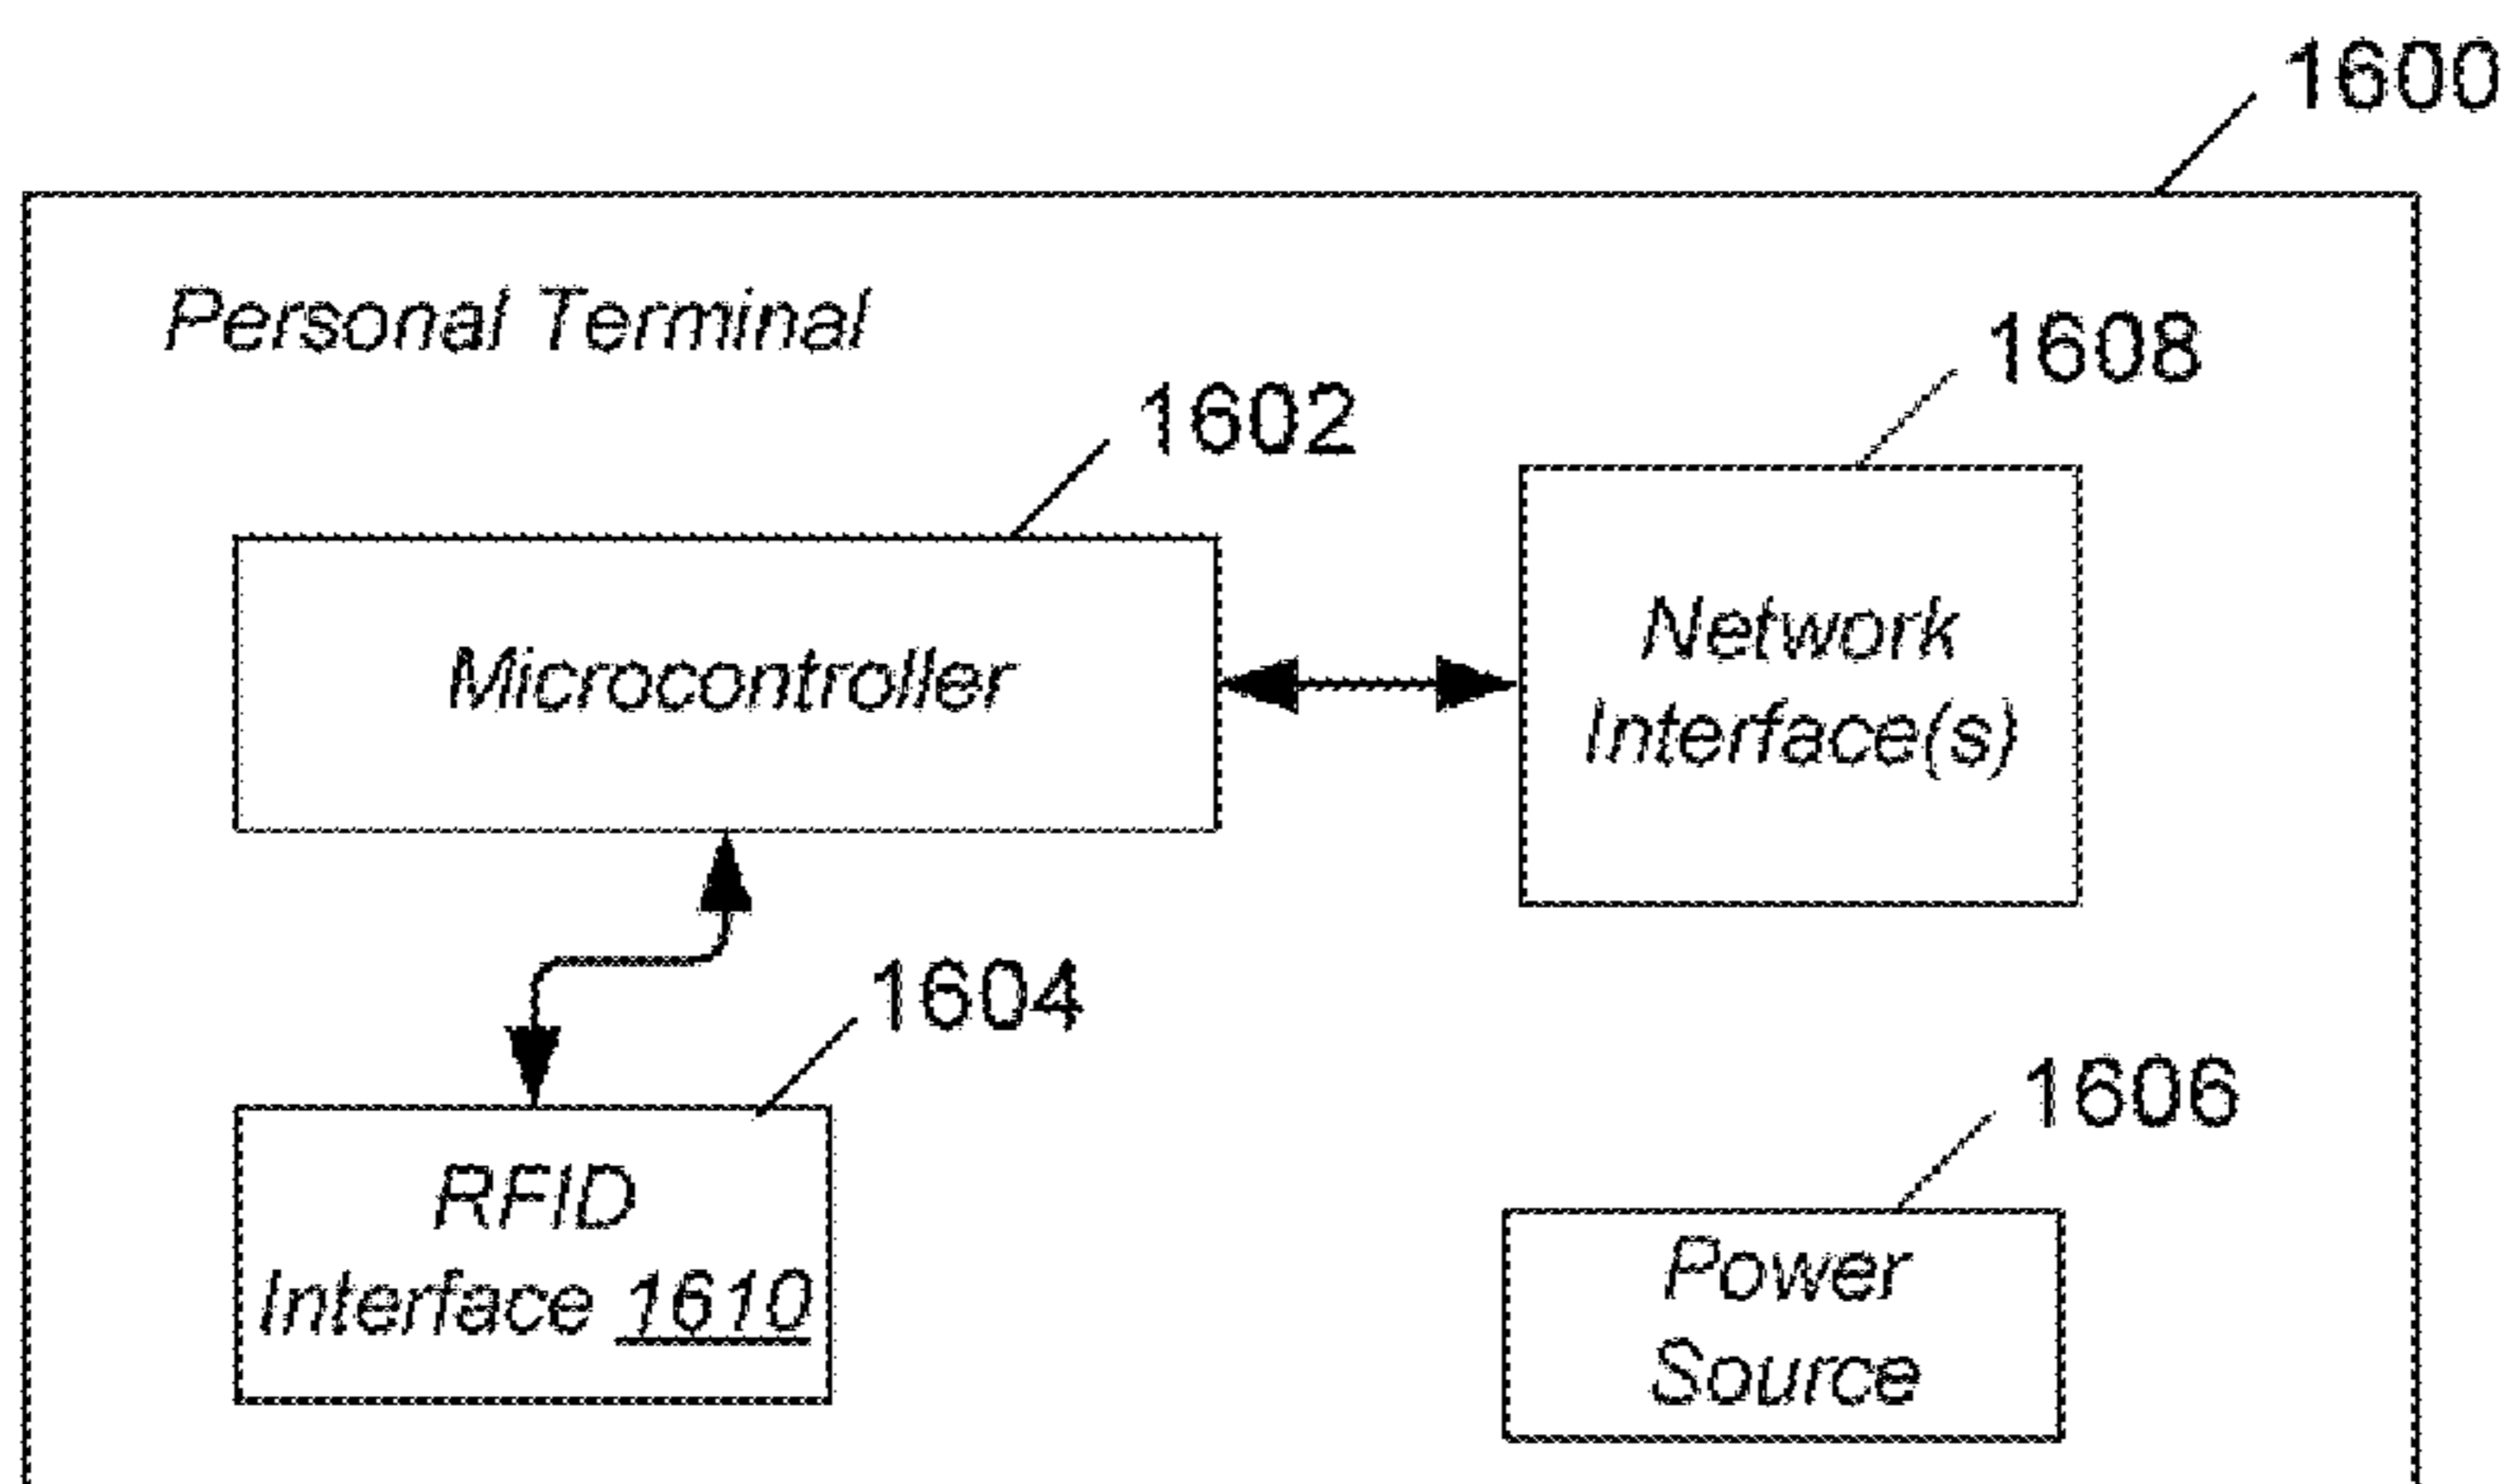 1600
Personal Terminal
1608
1602
Network
Interface(s)
Microcontroller
1604
1606
RFID
Interface 1610
Power
Source